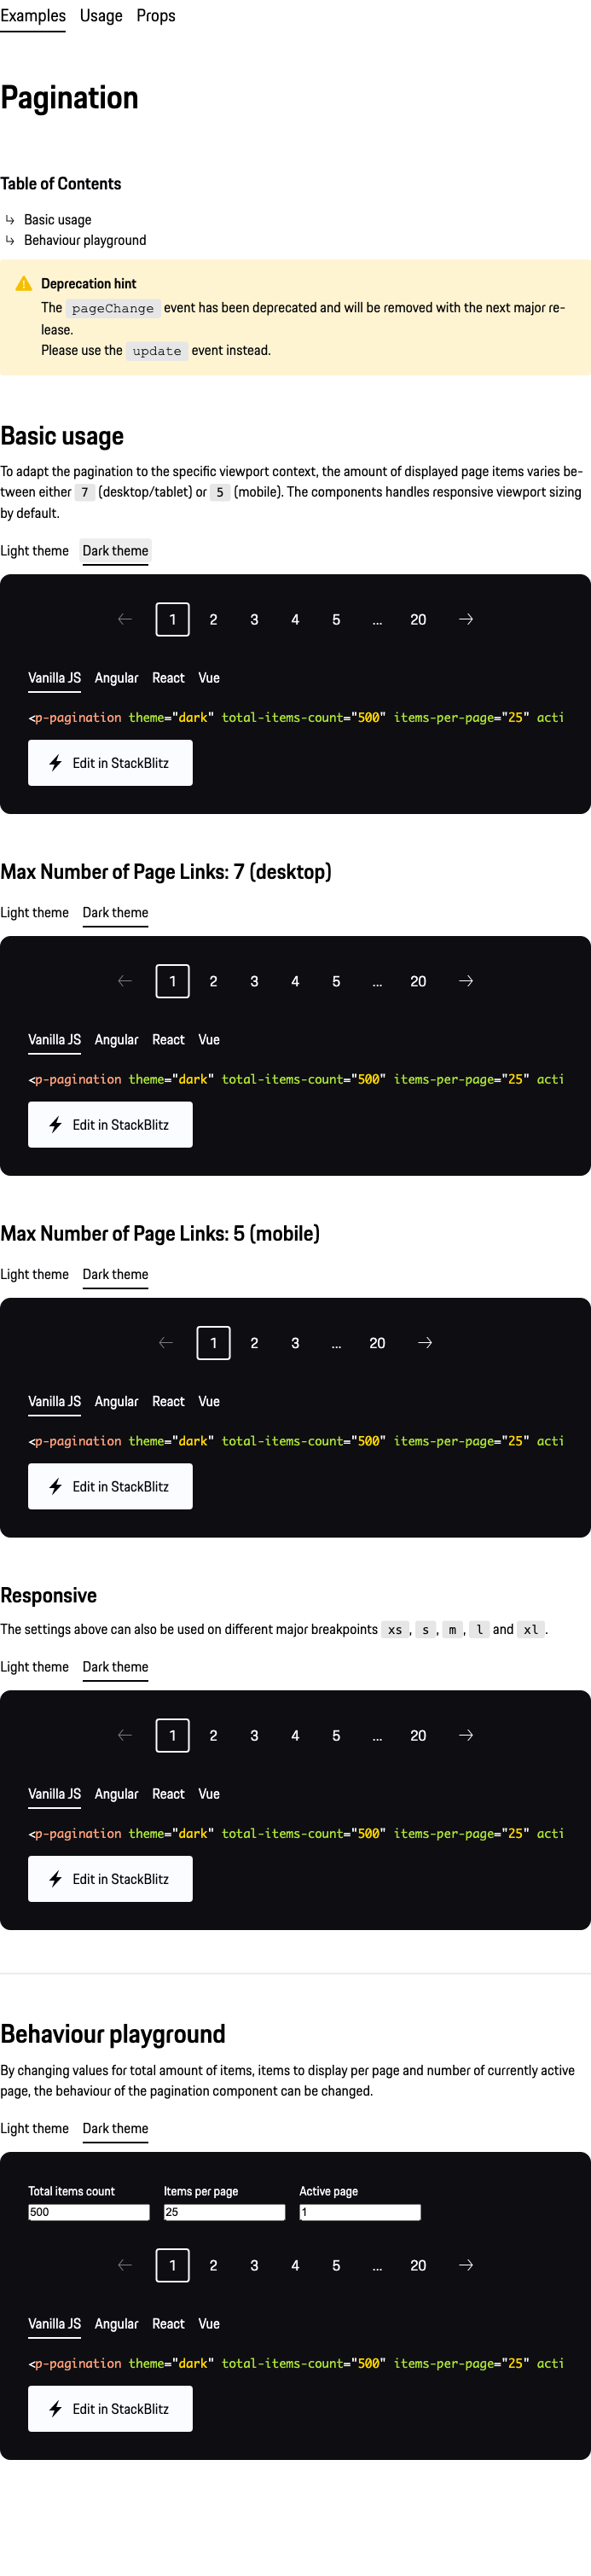 Examples Usage Props
Pagination
Table of Contents
↳ Basic usage
↳ Behaviour playground
Deprecation hint
The pageChange event has been deprecated and will be removed with the next major re-
lease.
Please use the update event instead.
Basic usage
To adapt the pagination to the specific viewport context, the amount of displayed page items varies be-
tween either 7 (desktop/tablet) or 5 (mobile). The components handles responsive viewport sizing
by default.
Light theme Dark theme
← 1 2 3 4 5 ... 20 →
Vanilla JS Angular React Vue
<p-pagination theme="dark" total-items-count="500" items-per-page="25" acti
Edit in StackBlitz
Max Number of Page Links: 7 (desktop)
Light theme Dark theme
← 1 2 3 4 5 ... 20 →
Vanilla JS Angular React Vue
<p-pagination theme="dark" total-items-count="500" items-per-page="25" acti
Edit in StackBlitz
Max Number of Page Links: 5 (mobile)
Light theme Dark theme
← 1 2 3 ... 20 →
Vanilla JS Angular React Vue
<p-pagination theme="dark" total-items-count="500" items-per-page="25" acti
Edit in StackBlitz
Responsive
The settings above can also be used on different major breakpoints xs, s, m, l and xl.
Light theme Dark theme
← 1 2 3 4 5 ... 20 →
Vanilla JS Angular React Vue
<p-pagination theme="dark" total-items-count="500" items-per-page="25" acti
Edit in StackBlitz
Behaviour playground
By changing values for total amount of items, items to display per page and number of currently active
page, the behaviour of the pagination component can be changed.
Light theme Dark theme
Total items count Items per page Active page
500 25 1
← 1 2 3 4 5 ... 20 →
Vanilla JS Angular React Vue
<p-pagination theme="dark" total-items-count="500" items-per-page="25" acti
Edit in StackBlitz